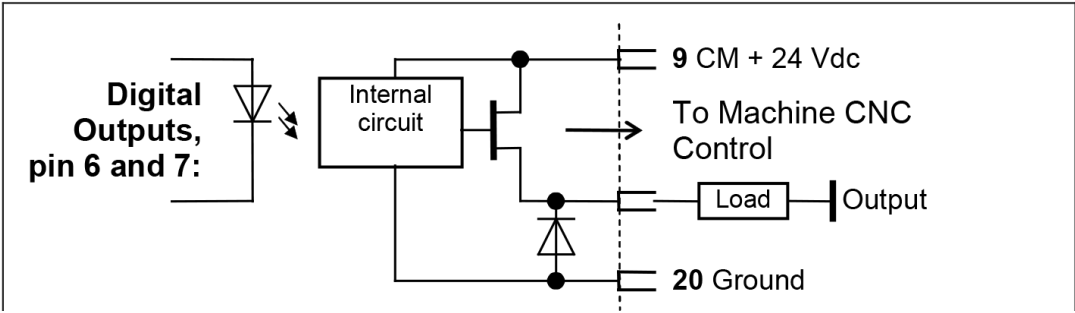 Digital
Outputs,
pin 6 and 7:
Internal
circuit
9 CM + 24 Vdc
To Machine CNC
Control
Load
Output
20 Ground